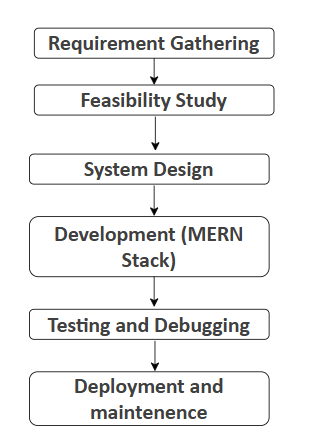 Requirement Gathering
Feasibility Study
System Design
Development (MERN
Stack)
Testing and Debugging
Deployment and
maintenence